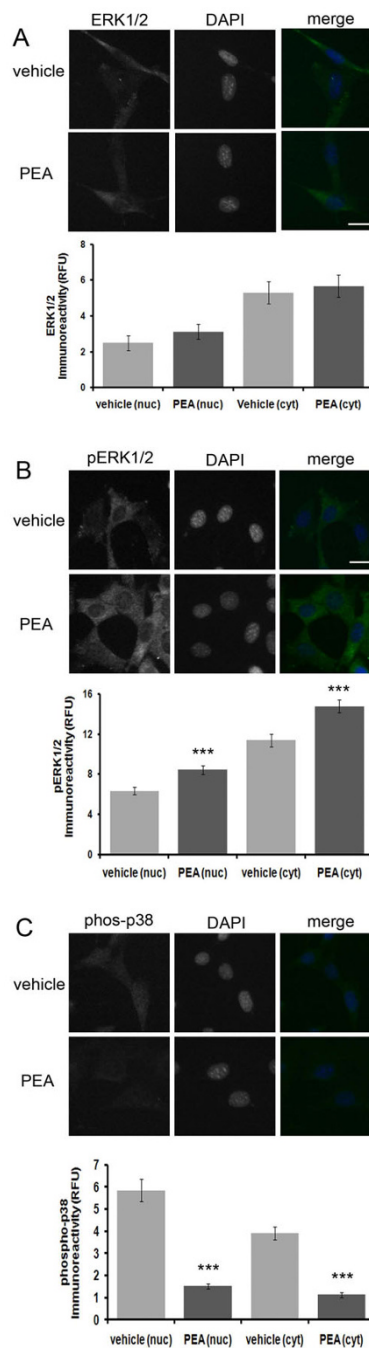 A
ERK1/2 DAPI merge
vehicle
PEA
ERK1/2
Immunoreactivity (RFU)
8
6
4
2
0
vehicle (nuc) PEA (nuc) Vehicle (cyt) PEA (cyt)
B
pERK1/2 DAPI merge
vehicle
PEA
pERK1/2
Immunoreactivity (RFU)
16
12
8
4
0
*** ***
vehicle (nuc) PEA (nuc) vehicle (cyt) PEA (cyt)
C
phos-p38 DAPI merge
vehicle
PEA
phospho-p38
Immunoreactivity (RFU)
7
6
5
4
3
2
1
0
*** ***
vehicle (nuc) PEA (nuc) vehicle (cyt) PEA (cyt)